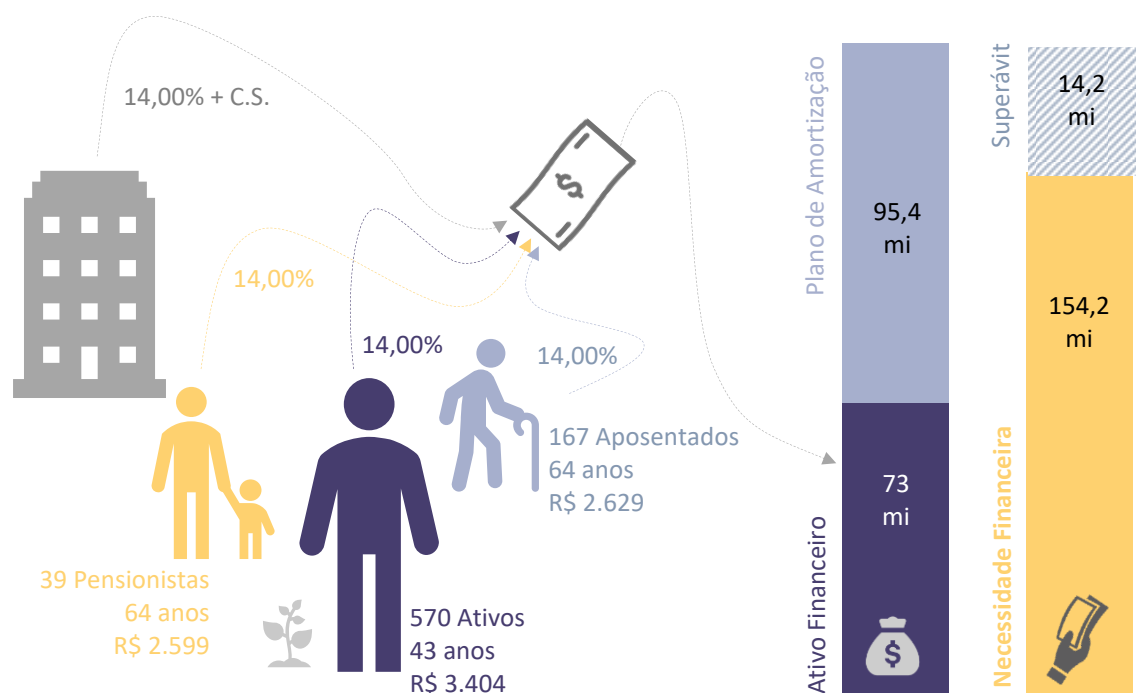 14,00% + C.S.
14,00%
14,00%
14,00%
39 Pensionistas
64 anos
R$ 2.599
570 Ativos
43 anos
R$ 3.404
167 Aposentados
64 anos
R$ 2.629
$
Plano de Amortização
95,4
mi
Ativo Financeiro
73
mi
$
Superávit
14,2
mi
Necessidade Financeira
154,2
mi